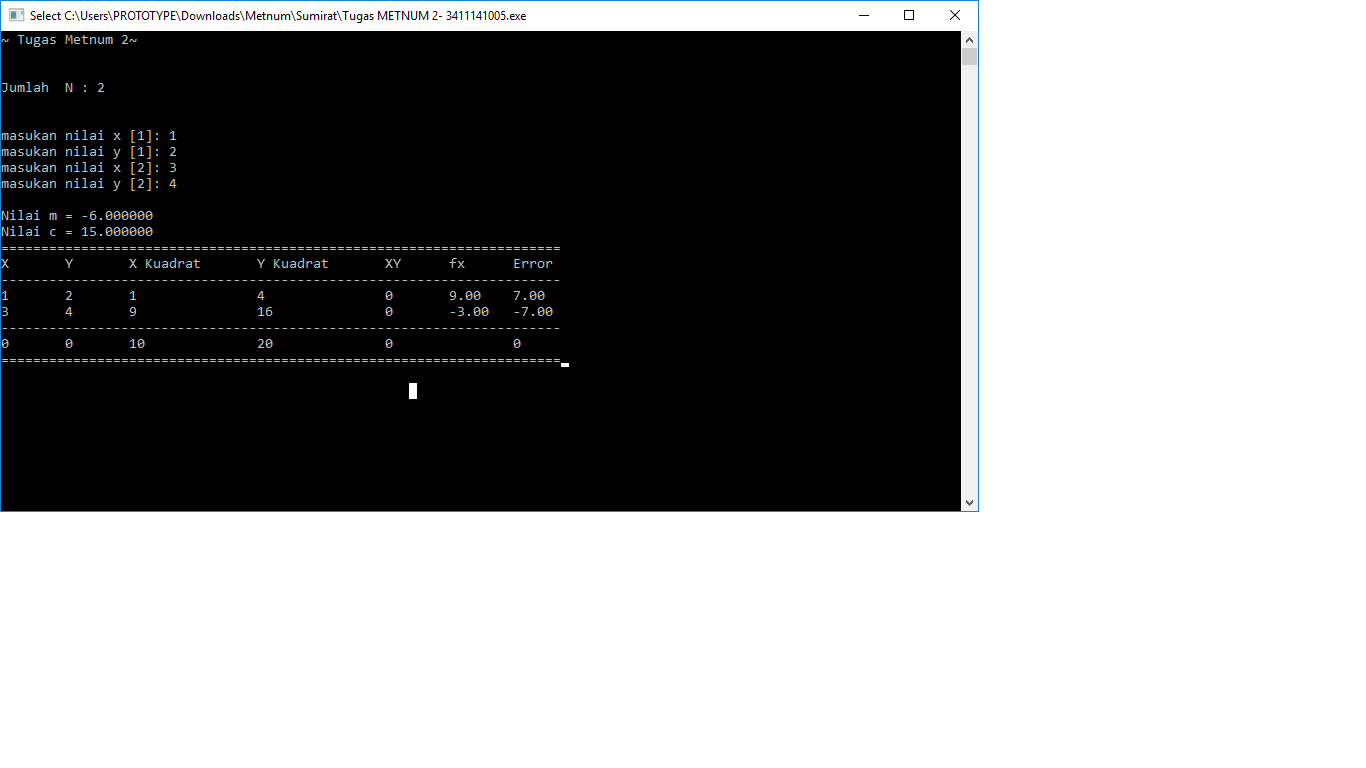 Select C:\Users\PROTOTYPE\Downloads\Metnum\Sumirat\Tugas METNUM 2- 3411141005.exe
~ Tugas Metnum 2~
Jumlah  N : 2
masukan nilai x [1]: 1
masukan nilai y [1]: 2
masukan nilai x [2]: 3
masukan nilai y [2]: 4
Nilai m = -6.000000
Nilai c = 15.000000
======================================================================
X       Y       X Kuadrat       Y Kuadrat       XY      fx      Error
----------------------------------------------------------------------
1       2       1               4               0       9.00    7.00
3       4       9               16              0       -3.00   -7.00
----------------------------------------------------------------------
0       0       10              20              0               0
======================================================================